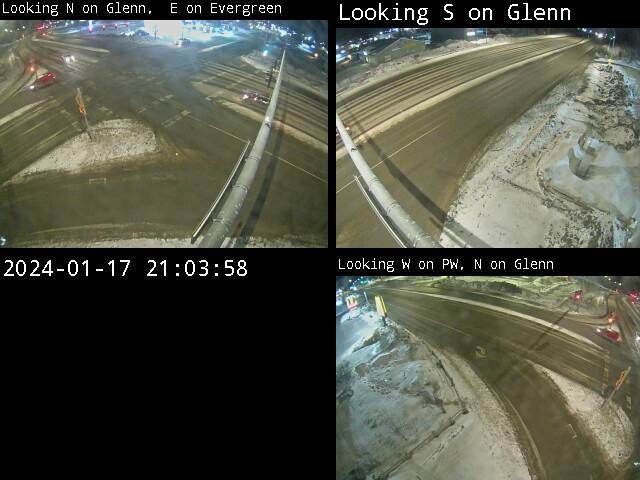 Looking N on Glenn,  E on Evergreen
Looking S on Glenn
2024-01-17 21:03:58
Looking W on PW, N on Glenn